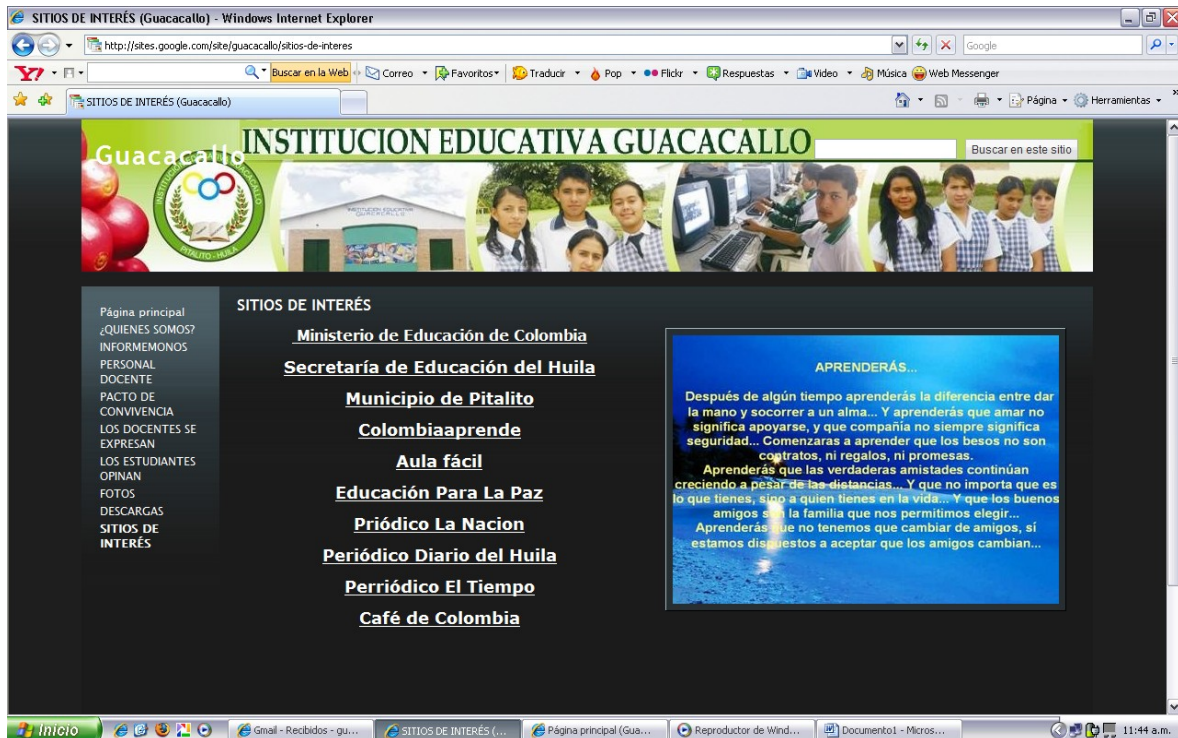 SITIOS DE INTERÉS (Guacacallo) - Windows Internet Explorer
http://sites.google.com/site/guacacallo/sitios-de-interes
Google
Y! Buscar en la Web Correo Favoritos Traducir Pop Flickr Respuestas Video Música Web Messenger
SITIOS DE INTERÉS (Guacacallo)
Página Herramientas
INSTITUCION EDUCATIVA GUACACALLO
Guacacallo
Buscar en este sitio
INSTITUCION EDUCATIVA GUACACALLO
PITALITO - HUILA
INSTITUCION EDUCATIVA
GUACACALLO
Página principal
¿QUIENES SOMOS?
INFORMEMONOS
PERSONAL
DOCENTE
PACTO DE
CONVIVENCIA
LOS DOCENTES SE
EXPRESAN
LOS ESTUDIANTES
OPINAN
FOTOS
DESCARGAS
SITIOS DE
INTERÉS
SITIOS DE INTERÉS
Ministerio de Educación de Colombia
Secretaría de Educación del Huila
Municipio de Pitalito
Colombiaaprende
Aula fácil
Educación Para La Paz
Priódico La Nacion
Periódico Diario del Huila
Perriódico El Tiempo
Café de Colombia
APRENDERÁS...
Después de algún tiempo aprenderás la diferencia entre dar
la mano y socorrer a un alma... Y aprenderás que amar no
significa apoyarse, y que compañía no siempre significa
seguridad... Comenzaras a aprender que los besos no son
contratos, ni regalos, ni promesas.
Aprenderás que las verdaderas amistades continúan
creciendo a pesar de las distancias... Y que no importa que es
lo que tienes, sino a quien tienes en la vida... Y que los buenos
amigos son la familia que nos permitimos elegir...
Aprenderás que no tenemos que cambiar de amigos, sí
estamos dispuestos a aceptar que los amigos cambian...
Inicio
Gmail - Recibidos - gu...
SITIOS DE INTERÉS (...
Página principal (Gua...
Reproductor de Wind...
Documento1 - Micros...
11:44 a.m.